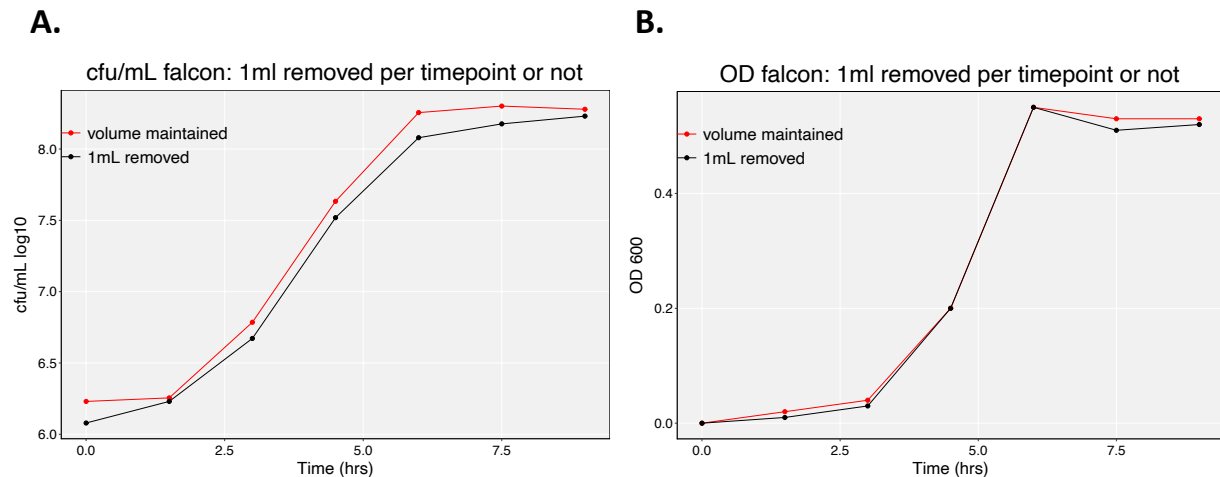 A.
cfu/mL falcon: 1ml removed per timepoint or not
volume maintained
1mL removed
8.0
7.5
7.0
6.5
6.0
cfu/mL log10
0.0 2.5 5.0 7.5
Time (hrs)
B.
OD falcon: 1ml removed per timepoint or not
volume maintained
1mL removed
0.4
0.2
0.0
OD 600
0.0 2.5 5.0 7.5
Time (hrs)